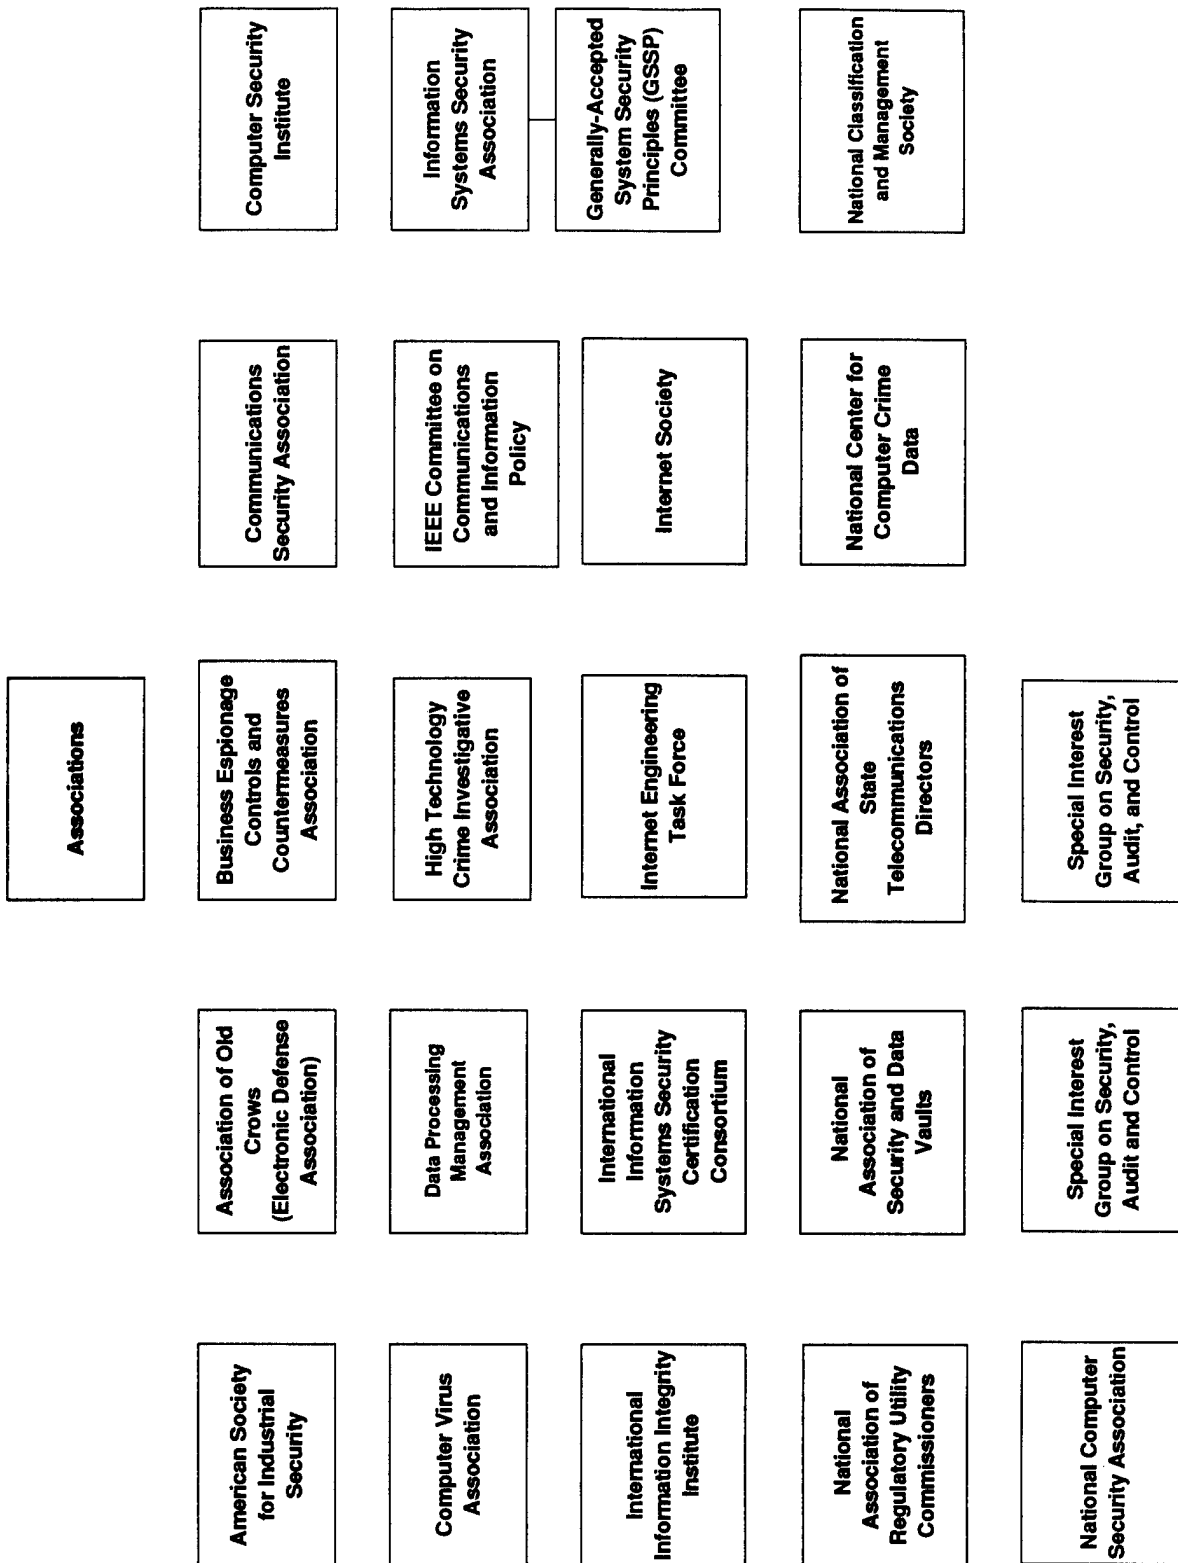 Associations
American Society
for Industrial
Security
Association of Old
Crows
(Electronic Defense
Association)
Business Espionage
Controls and
Countermeasures
Association
Communications
Security Association
Computer Security
Institute
Computer Virus
Association
Data Processing
Management
Association
High Technology
Crime Investigative
Association
IEEE Committee on
Communications
and Information
Policy
Information
Systems Security
Association
International
Information Integrity
Institute
International
Information
Systems Security
Certification
Consortium
Internet Engineering
Task Force
Internet Society
Generally-Accepted
System Security
Principles (GSSP)
Committee
National
Association of
Regulatory Utility
Commissioners
National
Association of
Security and Data
Vaults
National Association of
State
Telecommunications
Directors
National Center for
Computer Crime
Data
National Classification
and Management
Society
National Computer
Security Association
Special Interest
Group on Security,
Audit and Control
Special Interest
Group on Security,
Audit, and Control